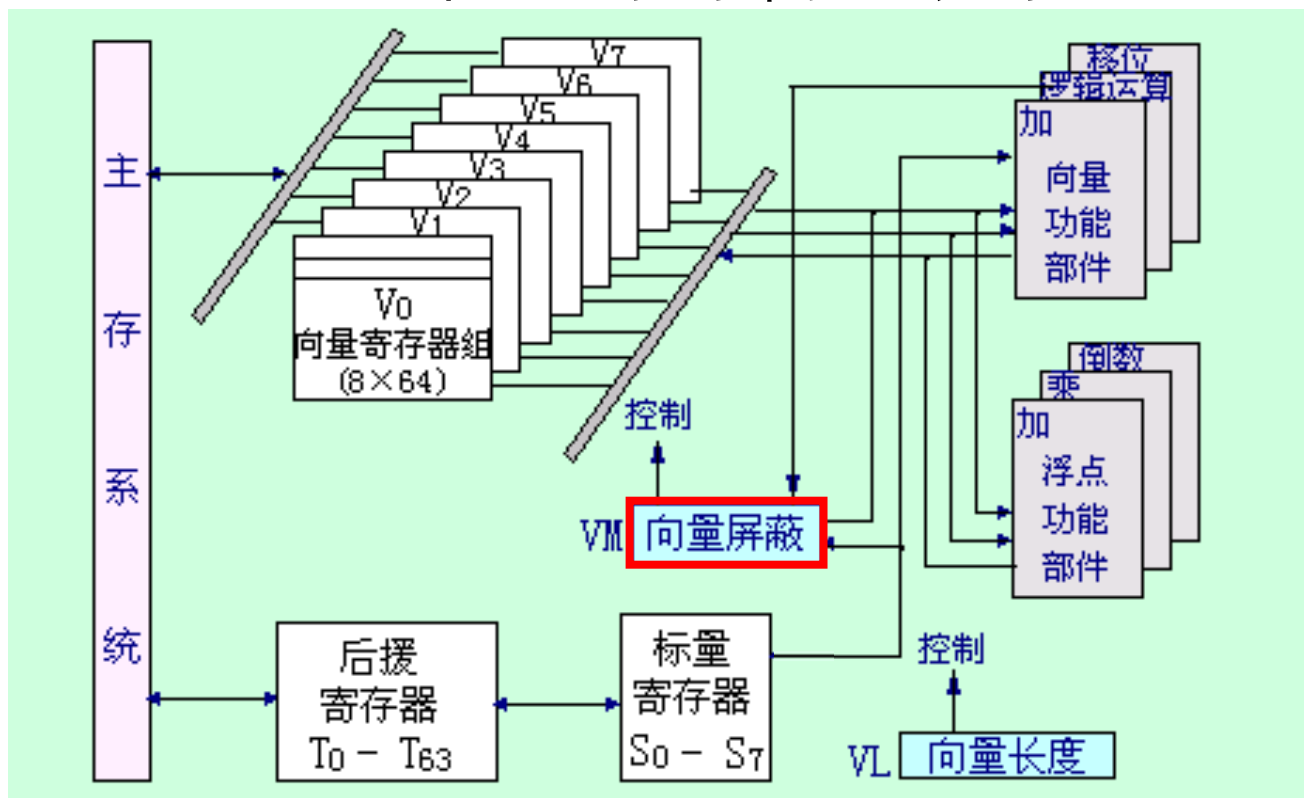 主
存
系
统
V7
V6
V5
V4
V3
V2
V1
V0
向量寄存器組
(8×64)
移位
逻辑运算
加
向量
功能
部件
倒数
乘
加
浮点
功能
部件
控制
VM 向量屏蔽
后援
寄存器
T0 - T63
标量
寄存器
S0 - S7
控制
VL 向量长度